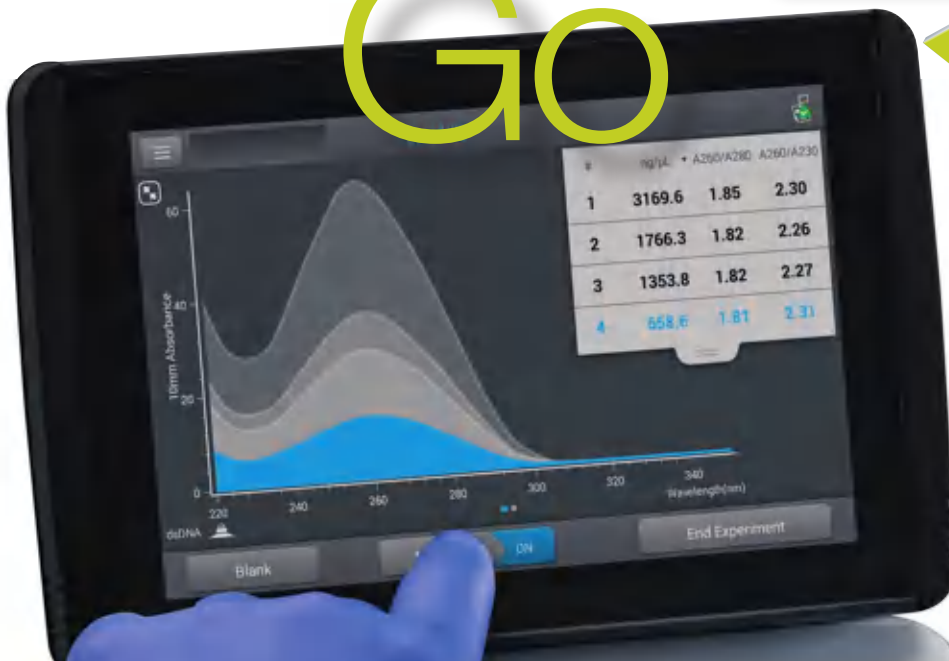 Go
# ng/µL A260/A280 A260/A230
1 3169.6 1.85 2.30
2 1766.3 1.82 2.26
3 1353.8 1.82 2.27
4 658.6 1.81 2.31
60
40
20
0
10mm Absorbance
220 240 260 280 300 320 340
Wavelength(nm)
dsDNA
Blank
ON
End Experiment